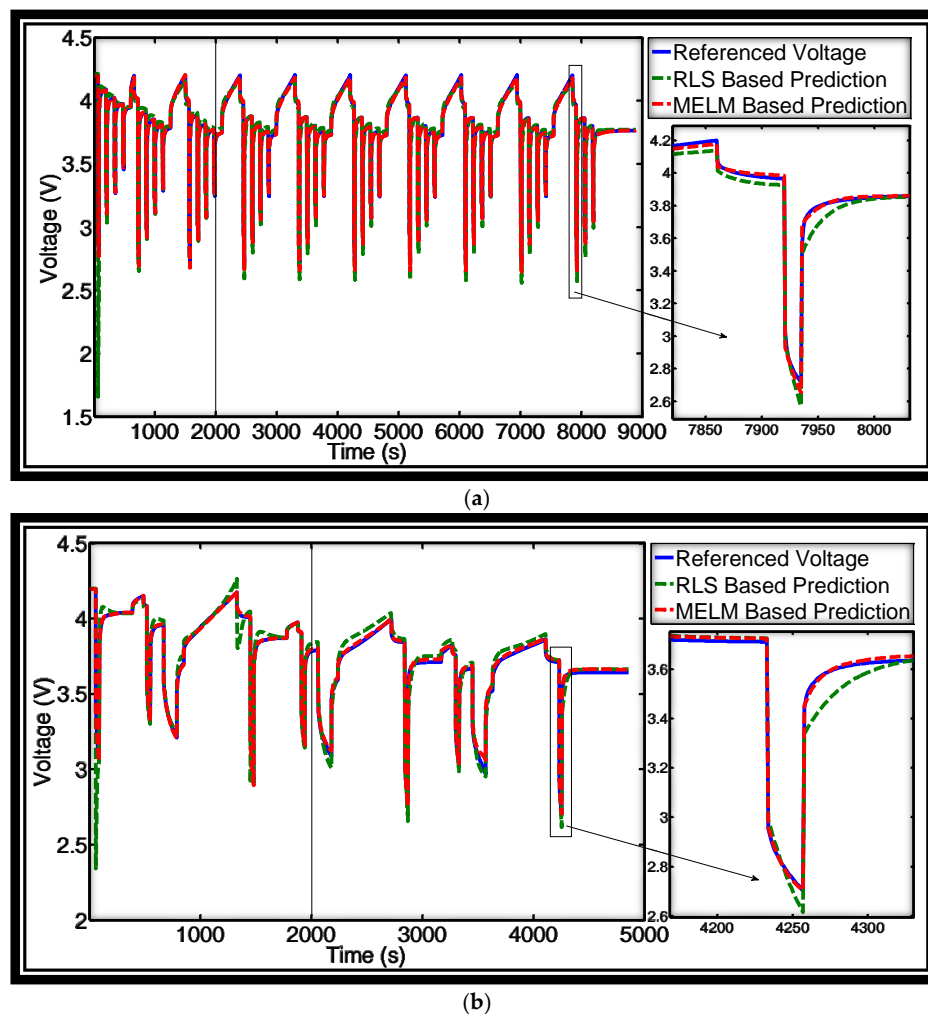 4.5
4
3.5
3
2.5
2
1.5
Voltage (V)
1000 2000 3000 4000 5000 6000 7000 8000 9000
Time (s)
Referenced Voltage
RLS Based Prediction
MELM Based Prediction
4.2
4
3.8
3.6
3.4
3.2
3
2.8
2.6
7850 7900 7950 8000
(a)
4.5
4
3.5
3
2.5
2
Voltage (V)
1000 2000 3000 4000 5000
Time (s)
Referenced Voltage
RLS Based Prediction
MELM Based Prediction
3.6
3.4
3.2
3
2.8
2.6
4200 4250 4300
(b)